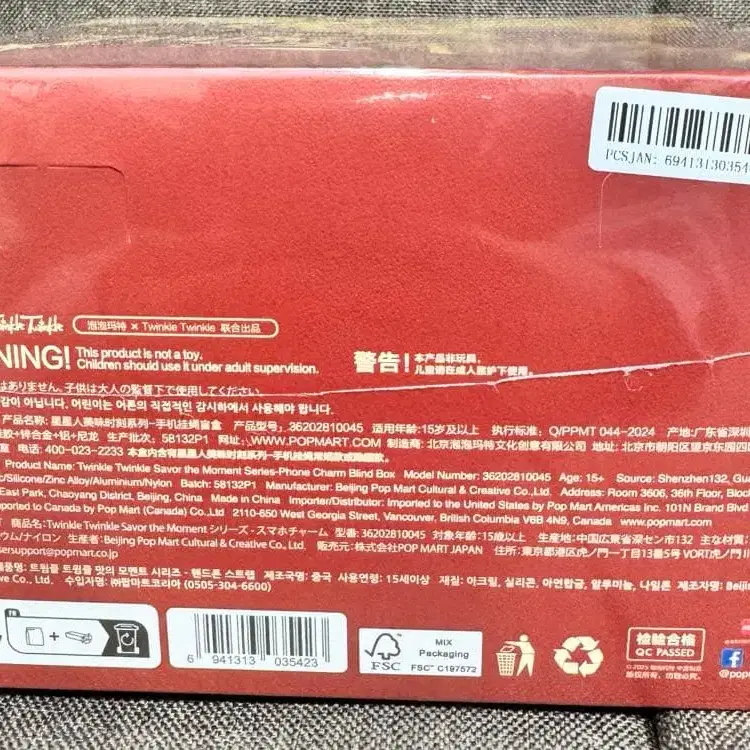 PCSJAN: 694131303540
Twinkle Twinkle 泡泡玛特 × Twinkle Twinkle 联合出品
NING! This product is not a toy.
Children should use it under adult supervision.
警告! 本产品非玩具,
儿童请在成人监护下使用。
はありません。子供は大人の監督下で使用してください。
감이 아닙니다. 어린이는 어른의 직접적인 감시하에서 사용해야 합니다.
产品名称: 星星人美味时刻系列-手机挂绳盲盒 产品型号: 36202810045 适用年龄: 15岁及以上 执行标准: Q/PPMT 044-2024 产地: 广东省深圳
硅胶+锌合金+铝+尼龙 生产批次: 58132P1 网址: WWW.POPMART.COM 制造商: 北京泡泡玛特文化创意有限公司 地址: 北京市朝阳区望京东园四
电话: 400-023-2233 本盒内含有星星人美味时刻系列-手机挂绳常规款或隐藏款。
Product Name: Twinkle Twinkle Savor the Moment Series-Phone Charm Blind Box Model Number: 36202810045 Age: 15+ Source: Shenzhen132, Gu
/Silicone/Zinc Alloy/Aluminium/Nylon Batch: 58132P1 Manufacturer: Beijing Pop Mart Cultural & Creative Co., Ltd. Address: Room 3606, 36th Floor, Bloc
East Park, Chaoyang District, Beijing, China Made in China Importer/Distributor: Imported to the United States by Pop Mart Americas Inc. 101N Brand Blvd
ported to Canada by Pop Mart (Canada) Co., Ltd 2110-650 West Georgia Street, Vancouver, British Columbia V6B 4N9, Canada www.popmart.com
商品名: Twinkle Twinkle Savor the Moment シリーズ - スマホチャーム 型番: 36202810045 対象年齢: 15歳以上 生産地: 中国広東省深セン市132 主な材質:
ウム/ナイロン 生産者: Beijing Pop Mart Cultural & Creative Co., Ltd. 販売元: 株式会社POP MART JAPAN 住所: 東京都港区虎ノ門一丁目13番5号 VORT虎ノ門
sersupport@popmart.com
품명: 트윙클 트윙클 맛의 모멘트 시리즈 - 핸드폰 스트랩 제조국명: 중국 사용연령: 15세이상 재질: 아크릴, 실리콘, 아연합금, 알루미늄, 나일론 제조자명: Beijin
Ltd. 수입자명: ㈜팝마트코리아 (0505-304-6600)
FR
6 941313 035423
FSC
MIX
Packaging
FSC™ C197572
检验合格
QC PASSED
© 2025
版权所有, 仿冒必究
@popm